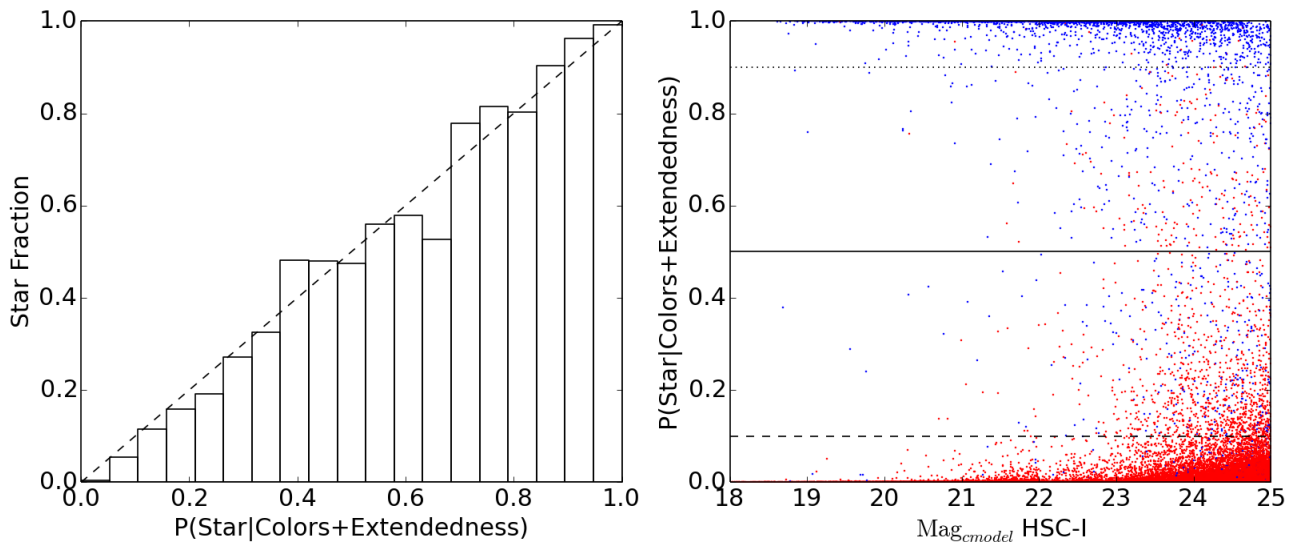 1.0
0.8
0.6
0.4
0.2
0.0
Star Fraction
0.0 0.2 0.4 0.6 0.8 1.0
P(Star|Colors+Extendedness)
1.0
0.8
0.6
0.4
0.2
0.0
P(Star|Colors+Extendedness)
18 19 20 21 22 23 24 25
Mag_cmodel HSC-I